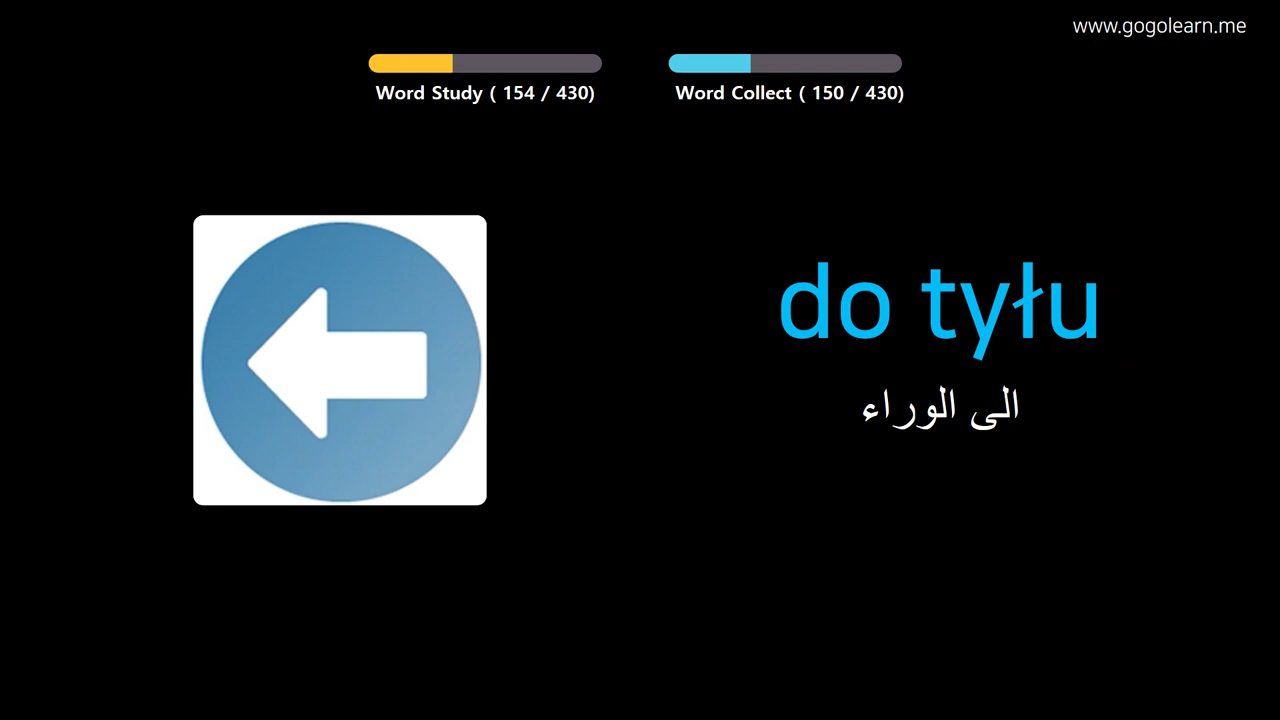 www.gogolearn.me
Word Study ( 154 / 430)
Word Collect ( 150 / 430)
do tyłu
الى الوراء